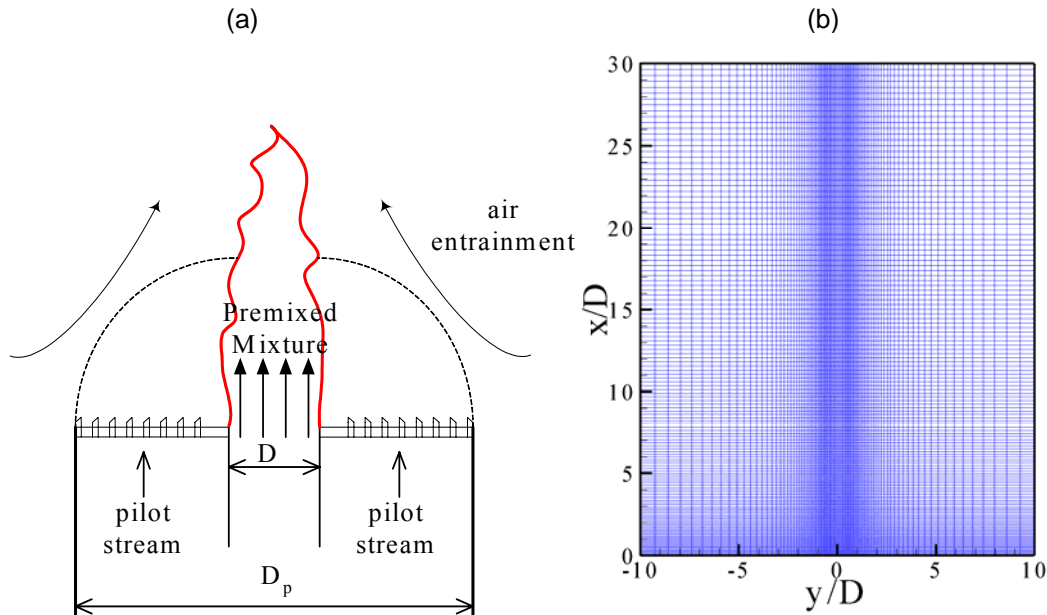 (a)
air
entrainment
Premixed
Mixture
D
pilot
stream
pilot
stream
Dp
(b)
30
25
20
15
10
5
0
x/D
-10
-5
0
5
10
y/D